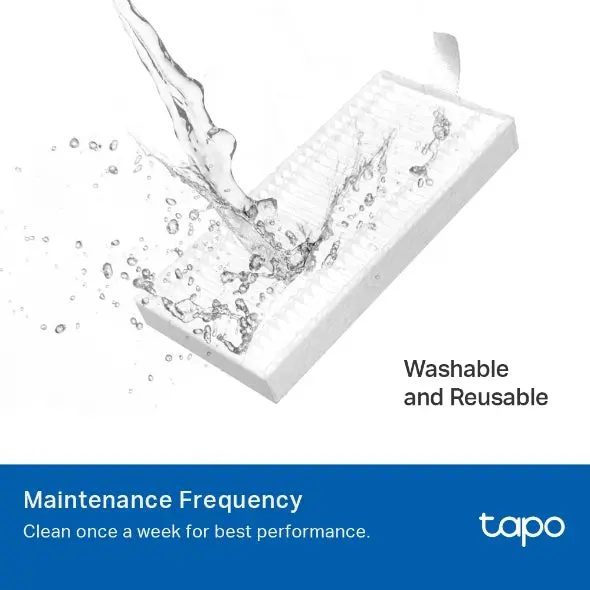 Washable
and Reusable
Maintenance Frequency
Clean once a week for best performance.
tapo